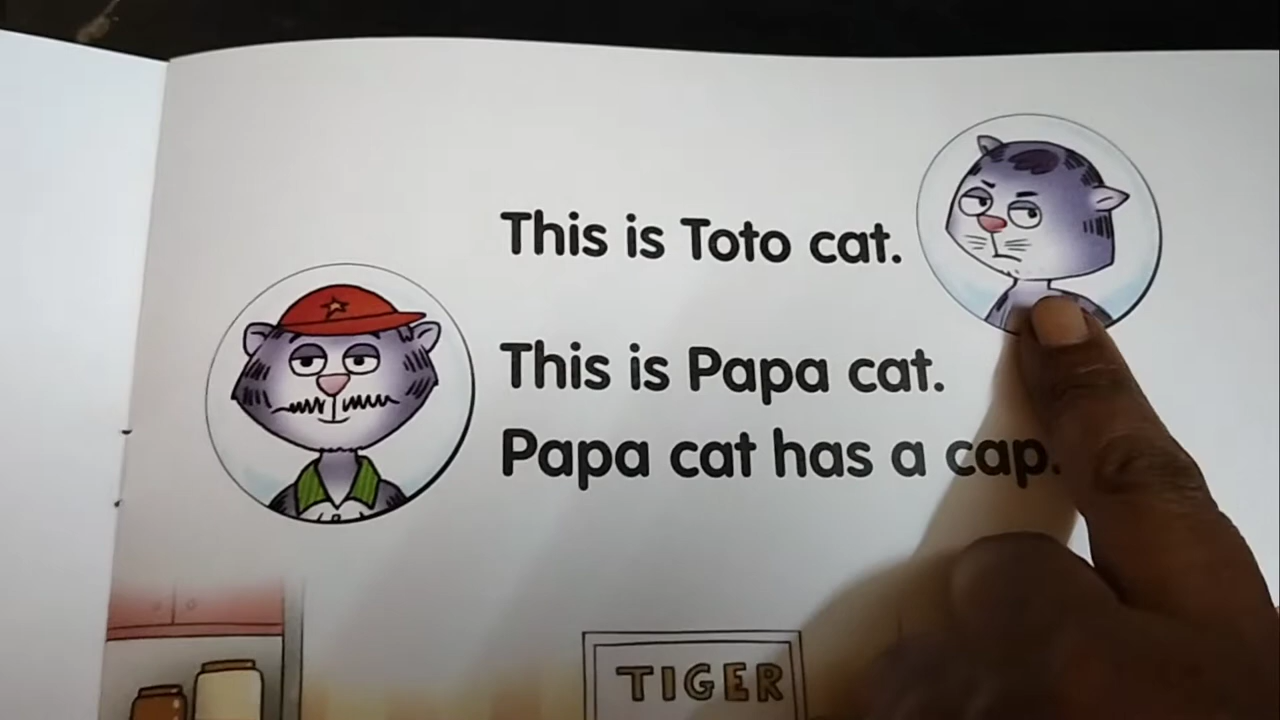 This is Toto cat.
This is Papa cat.
Papa cat has a cap.
TIGER